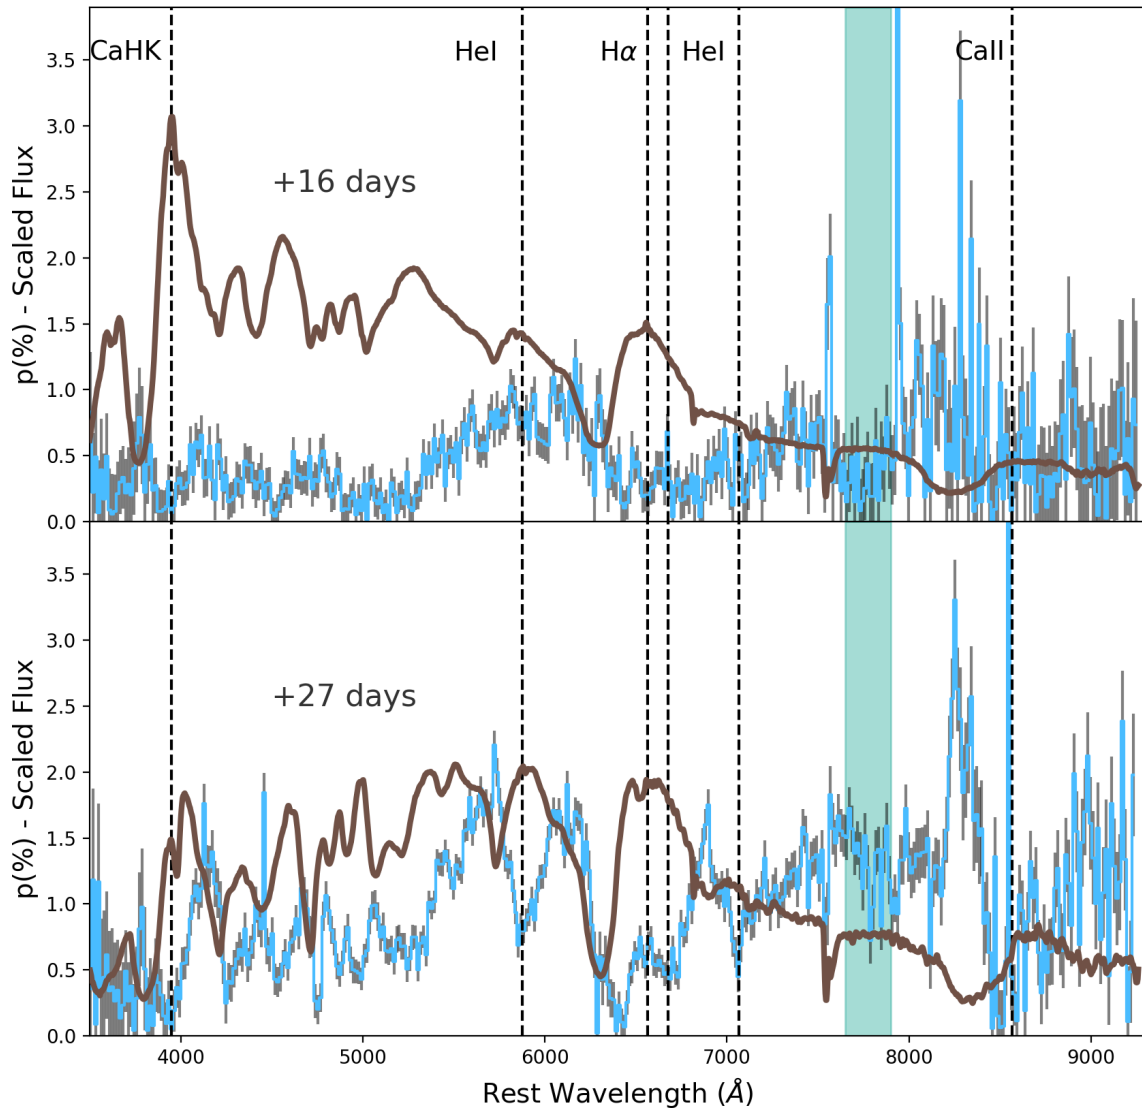 CaHK HeI Hα HeI CaII
+16 days
p(%) - Scaled Flux
3.5
3.0
2.5
2.0
1.5
1.0
0.5
0.0
+27 days
p(%) - Scaled Flux
3.5
3.0
2.5
2.0
1.5
1.0
0.5
0.0
4000 5000 6000 7000 8000 9000
Rest Wavelength (Å)